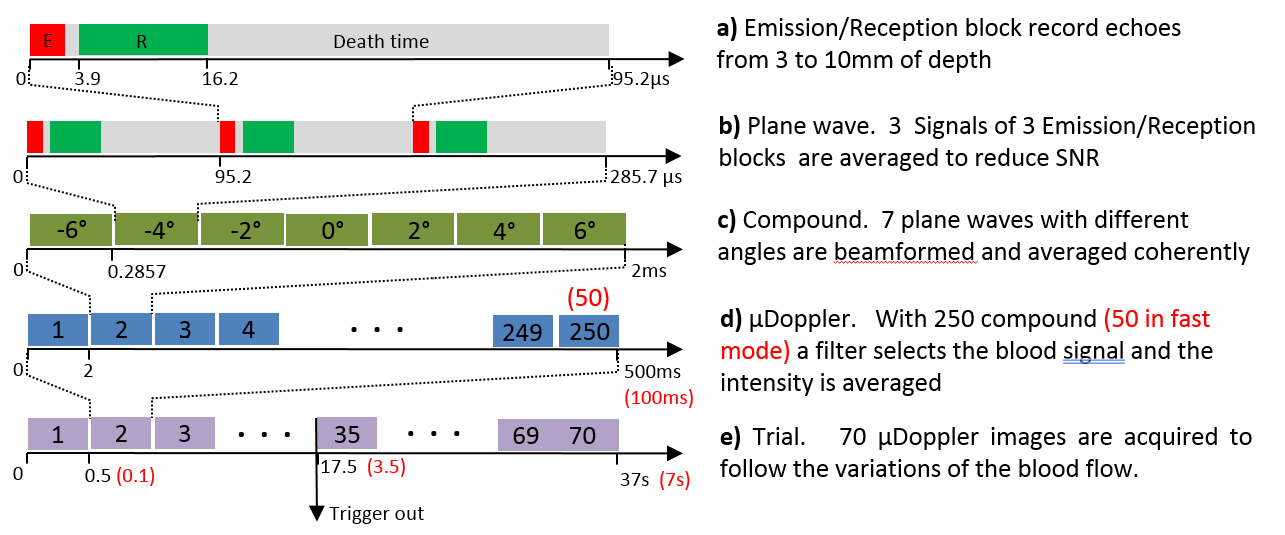 E R Death time
0 3.9 16.2 95.2µs
a) Emission/Reception block record echoes
from 3 to 10mm of depth
0 95.2 285.7 µs
b) Plane wave. 3 Signals of 3 Emission/Reception
blocks are averaged to reduce SNR
-6° -4° -2° 0° 2° 4° 6°
0 0.2857 2ms
c) Compound. 7 plane waves with different
angles are beamformed and averaged coherently
(50)
1 2 3 4 . . . 249 250
0 2 500ms
(100ms)
d) µDoppler. With 250 compound (50 in fast
mode) a filter selects the blood signal and the
intensity is averaged
1 2 3 . . . 35 . . . 69 70
0 0.5 (0.1) 17.5 (3.5) 37s (7s)
Trigger out
e) Trial. 70 µDoppler images are acquired to
follow the variations of the blood flow.